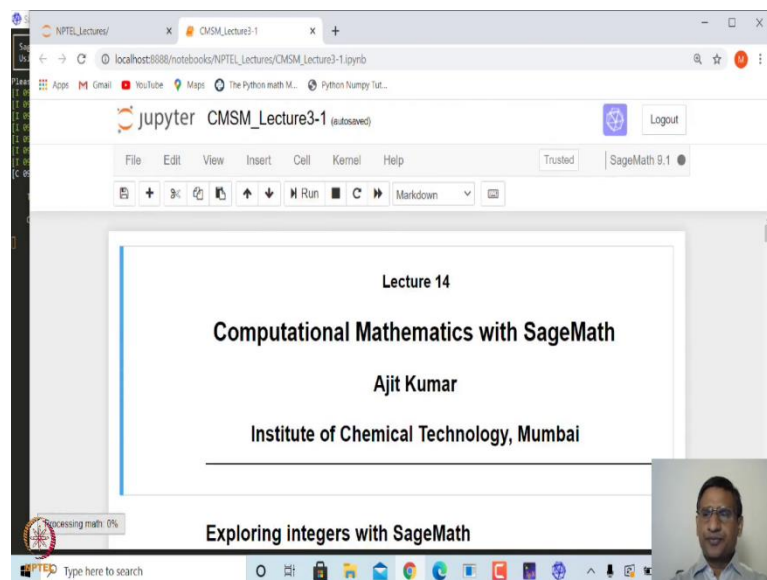 NPTEL_Lectures/ CMSM_Lecture3-1
localhost:8888/notebooks/NPTEL_Lectures/CMSM_Lecture3-1.ipynb
Apps Gmail YouTube Maps The Python math M... Python Numpy Tut...
jupyter CMSM_Lecture3-1 (autosaved) Logout
File Edit View Insert Cell Kernel Help Trusted SageMath 9.1
Run Markdown
Lecture 14
Computational Mathematics with SageMath
Ajit Kumar
Institute of Chemical Technology, Mumbai
Processing math: 0%
Exploring integers with SageMath
NPTEL Type here to search